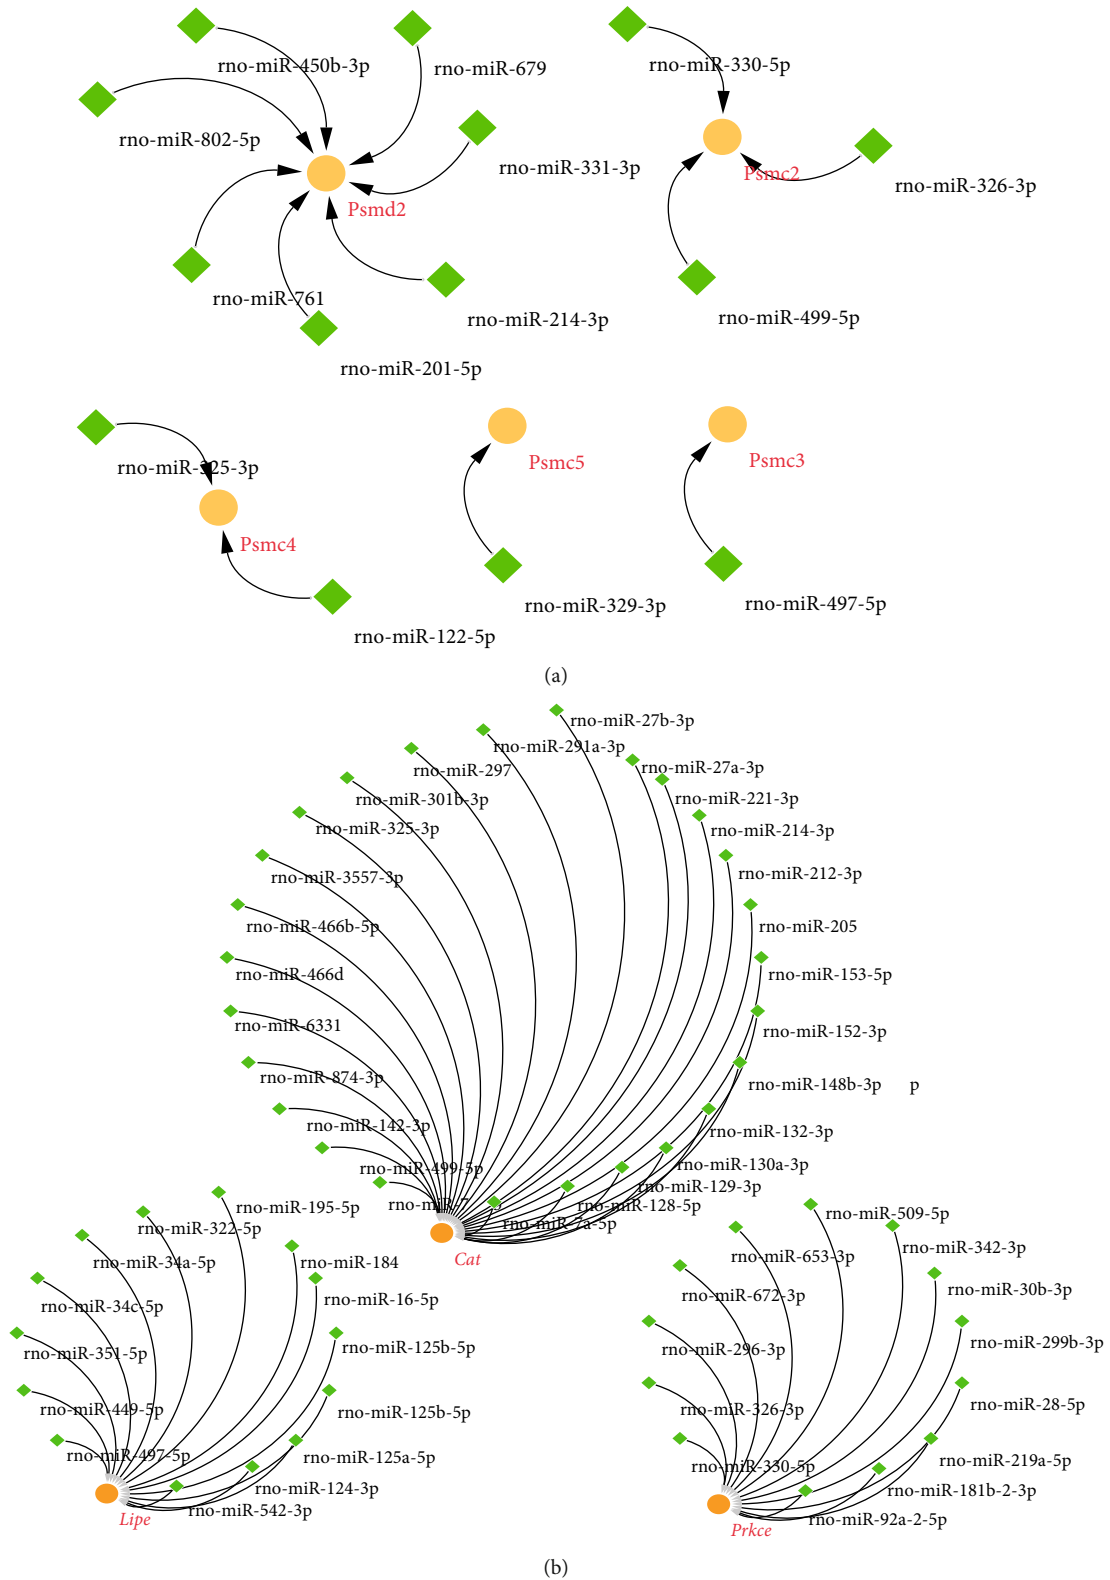 rno-miR-450b-3p
rno-miR-679
rno-miR-330-5p
rno-miR-802-5p
rno-miR-331-3p
Psmc2
rno-miR-326-3p
Psmd2
rno-miR-761
rno-miR-214-3p
rno-miR-499-5p
rno-miR-201-5p
rno-miR-325-3p
Psmc5
Psmc3
Psmc4
rno-miR-329-3p
rno-miR-497-5p
rno-miR-122-5p
(a)
rno-miR-27b-3p
rno-miR-291a-3p
rno-miR-297
rno-miR-27a-3p
rno-miR-301b-3p
rno-miR-221-3p
rno-miR-325-3p
rno-miR-214-3p
rno-miR-3557-3p
rno-miR-212-3p
rno-miR-466b-5p
rno-miR-205
rno-miR-466d
rno-miR-153-5p
rno-miR-6331
rno-miR-152-3p
rno-miR-874-3p
rno-miR-148b-3p p
rno-miR-142-3p
rno-miR-132-3p
rno-miR-499-5p
rno-miR-130a-3p
rno-miR-129-3p
rno-miR-7
rno-miR-128-5p
rno-miR-7a-5p
Cat
rno-miR-195-5p
rno-miR-322-5p
rno-miR-34a-5p
rno-miR-184
rno-miR-34c-5p
rno-miR-16-5p
rno-miR-351-5p
rno-miR-125b-5p
rno-miR-449-5p
rno-miR-125b-5p
rno-miR-497-5p
rno-miR-125a-5p
rno-miR-124-3p
rno-miR-542-3p
Lipe
rno-miR-509-5p
rno-miR-653-3p
rno-miR-342-3p
rno-miR-672-3p
rno-miR-30b-3p
rno-miR-296-3p
rno-miR-299b-3p
rno-miR-326-3p
rno-miR-28-5p
rno-miR-330-5p
rno-miR-219a-5p
rno-miR-181b-2-3p
rno-miR-92a-2-5p
Prkce
(b)